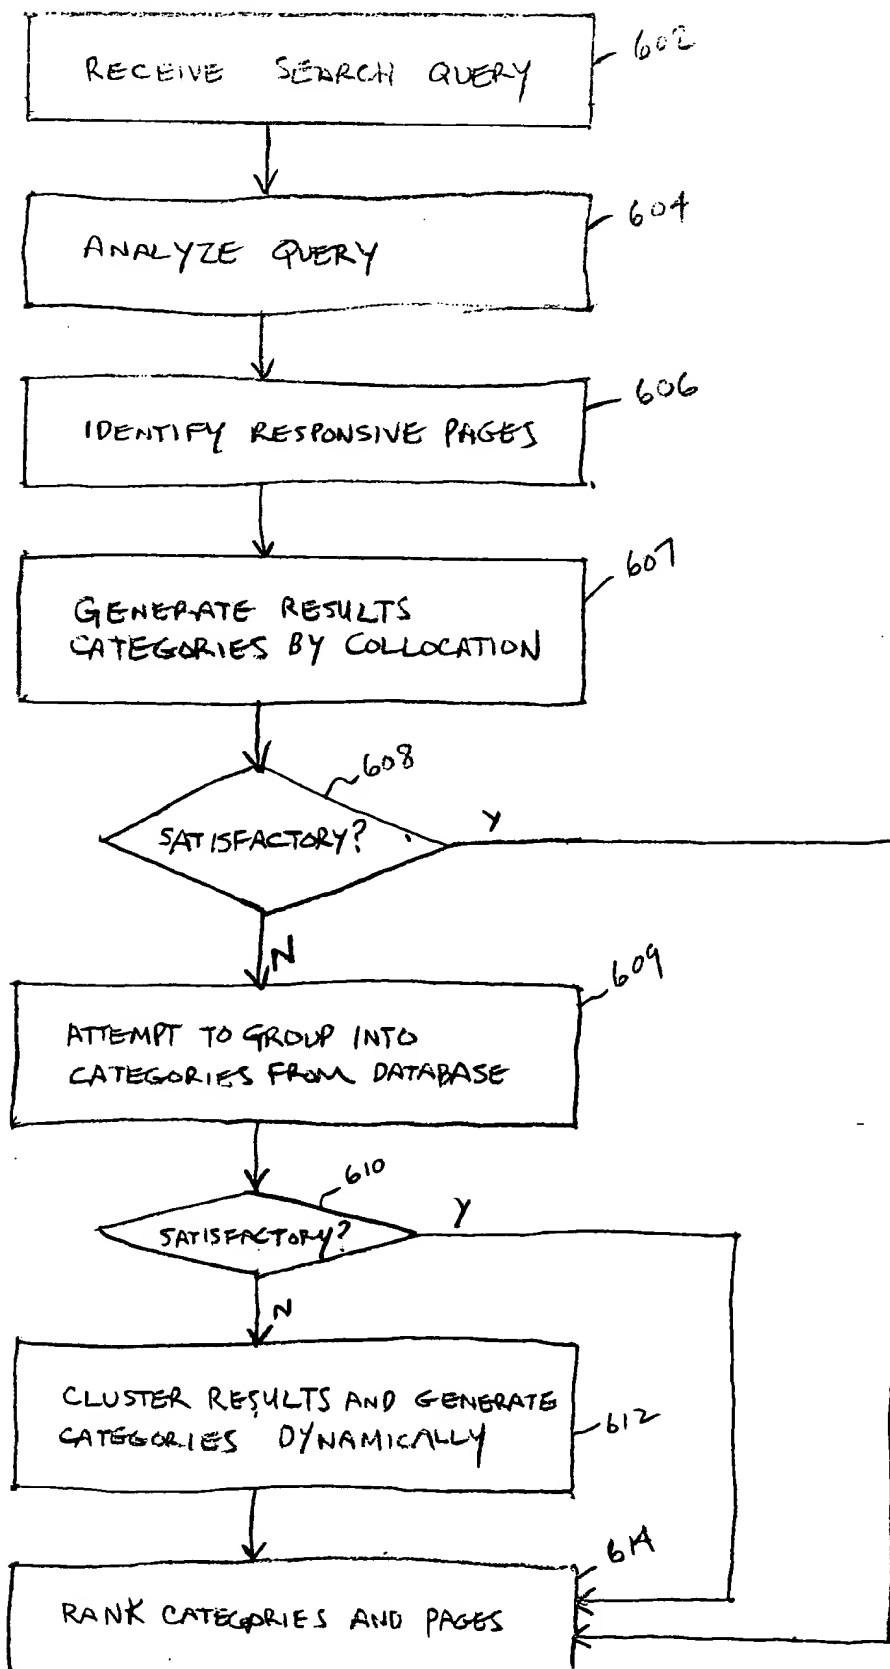 RECEIVE SEARCH QUERY
602
ANALYZE QUERY
604
IDENTIFY RESPONSIVE PAGES
606
GENERATE RESULTS
CATEGORIES BY COLLOCATION
607
SATISFACTORY?
608
Y
N
ATTEMPT TO GROUP INTO
CATEGORIES FROM DATABASE
609
SATISFACTORY?
610
Y
N
CLUSTER RESULTS AND GENERATE
CATEGORIES DYNAMICALLY
612
RANK CATEGORIES AND PAGES
614